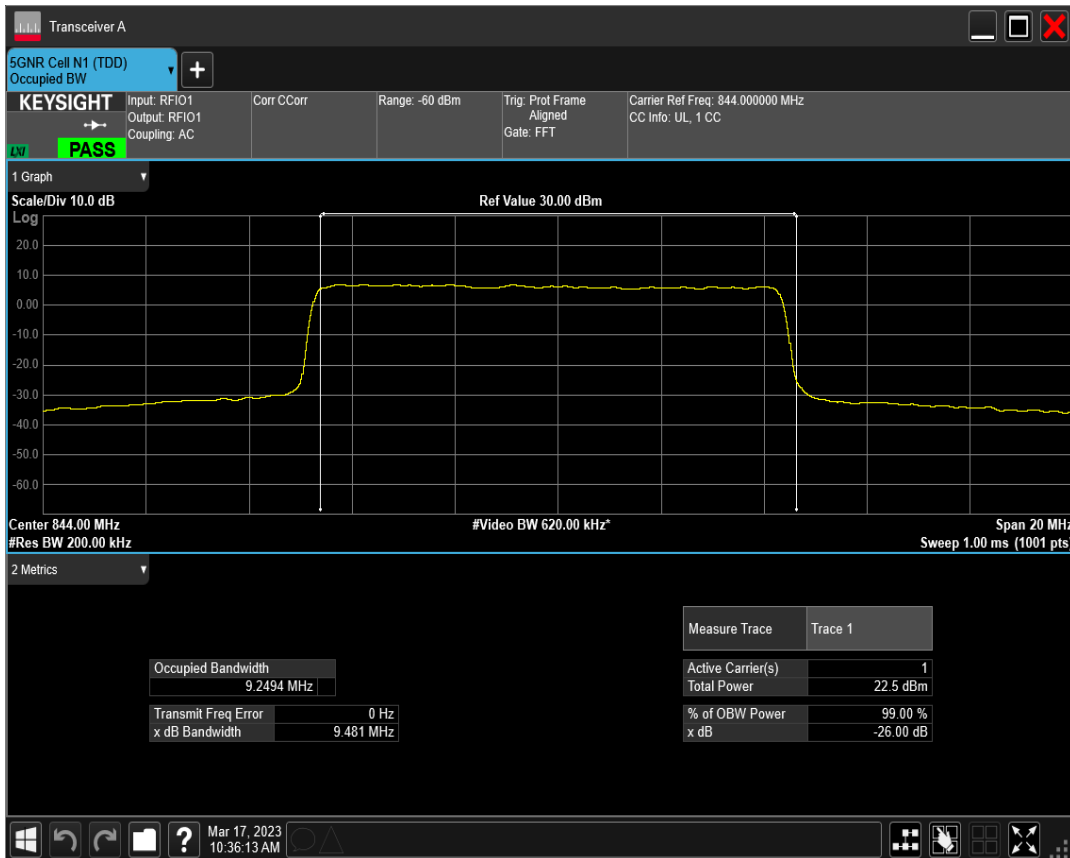 Transceiver A
5GNR Cell N1 (TDD)
Occupied BW
+
KEYSIGHT
LXI
PASS
Input: RFIO1
Output: RFIO1
Coupling: AC
Corr CCorr
Range: -60 dBm
Trig: Prot Frame
Aligned
Gate: FFT
Carrier Ref Freq: 844.000000 MHz
CC Info: UL, 1 CC
1 Graph
Scale/Div 10.0 dB
Ref Value 30.00 dBm
Log
20.0
10.0
0.00
-10.0
-20.0
-30.0
-40.0
-50.0
-60.0
Center 844.00 MHz
#Video BW 620.00 kHz*
Span 20 MHz
#Res BW 200.00 kHz
Sweep 1.00 ms (1001 pts)
2 Metrics
Measure Trace Trace 1
Occupied Bandwidth
9.2494 MHz
Active Carrier(s) 1
Total Power 22.5 dBm
Transmit Freq Error 0 Hz
x dB Bandwidth 9.481 MHz
% of OBW Power 99.00 %
x dB -26.00 dB
?
Mar 17, 2023
10:36:13 AM